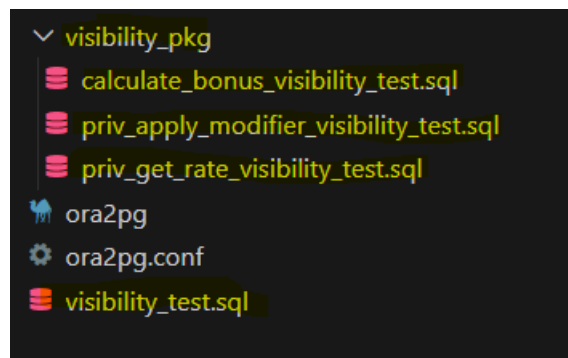 visibility_pkg
calculate_bonus_visibility_test.sql
priv_apply_modifier_visibility_test.sql
priv_get_rate_visibility_test.sql
ora2pg
ora2pg.conf
visibility_test.sql